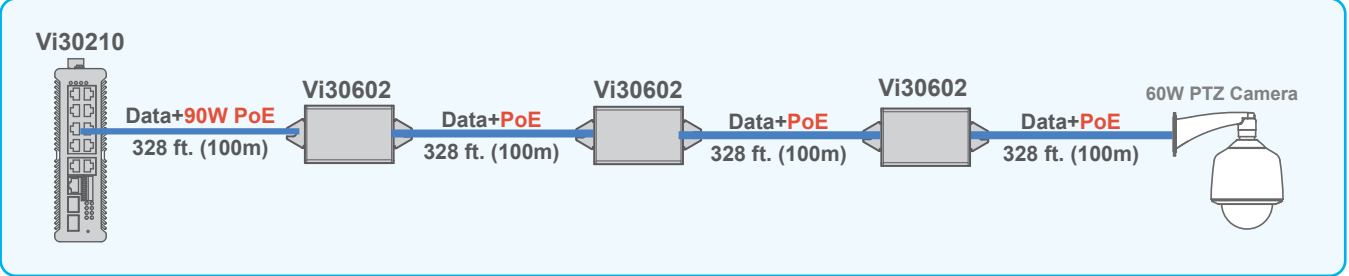 Vi30210
Vi30602
Vi30602
Vi30602
60W PTZ Camera
Data+90W PoE
Data+PoE
Data+PoE
Data+PoE
328 ft. (100m)
328 ft. (100m)
328 ft. (100m)
328 ft. (100m)